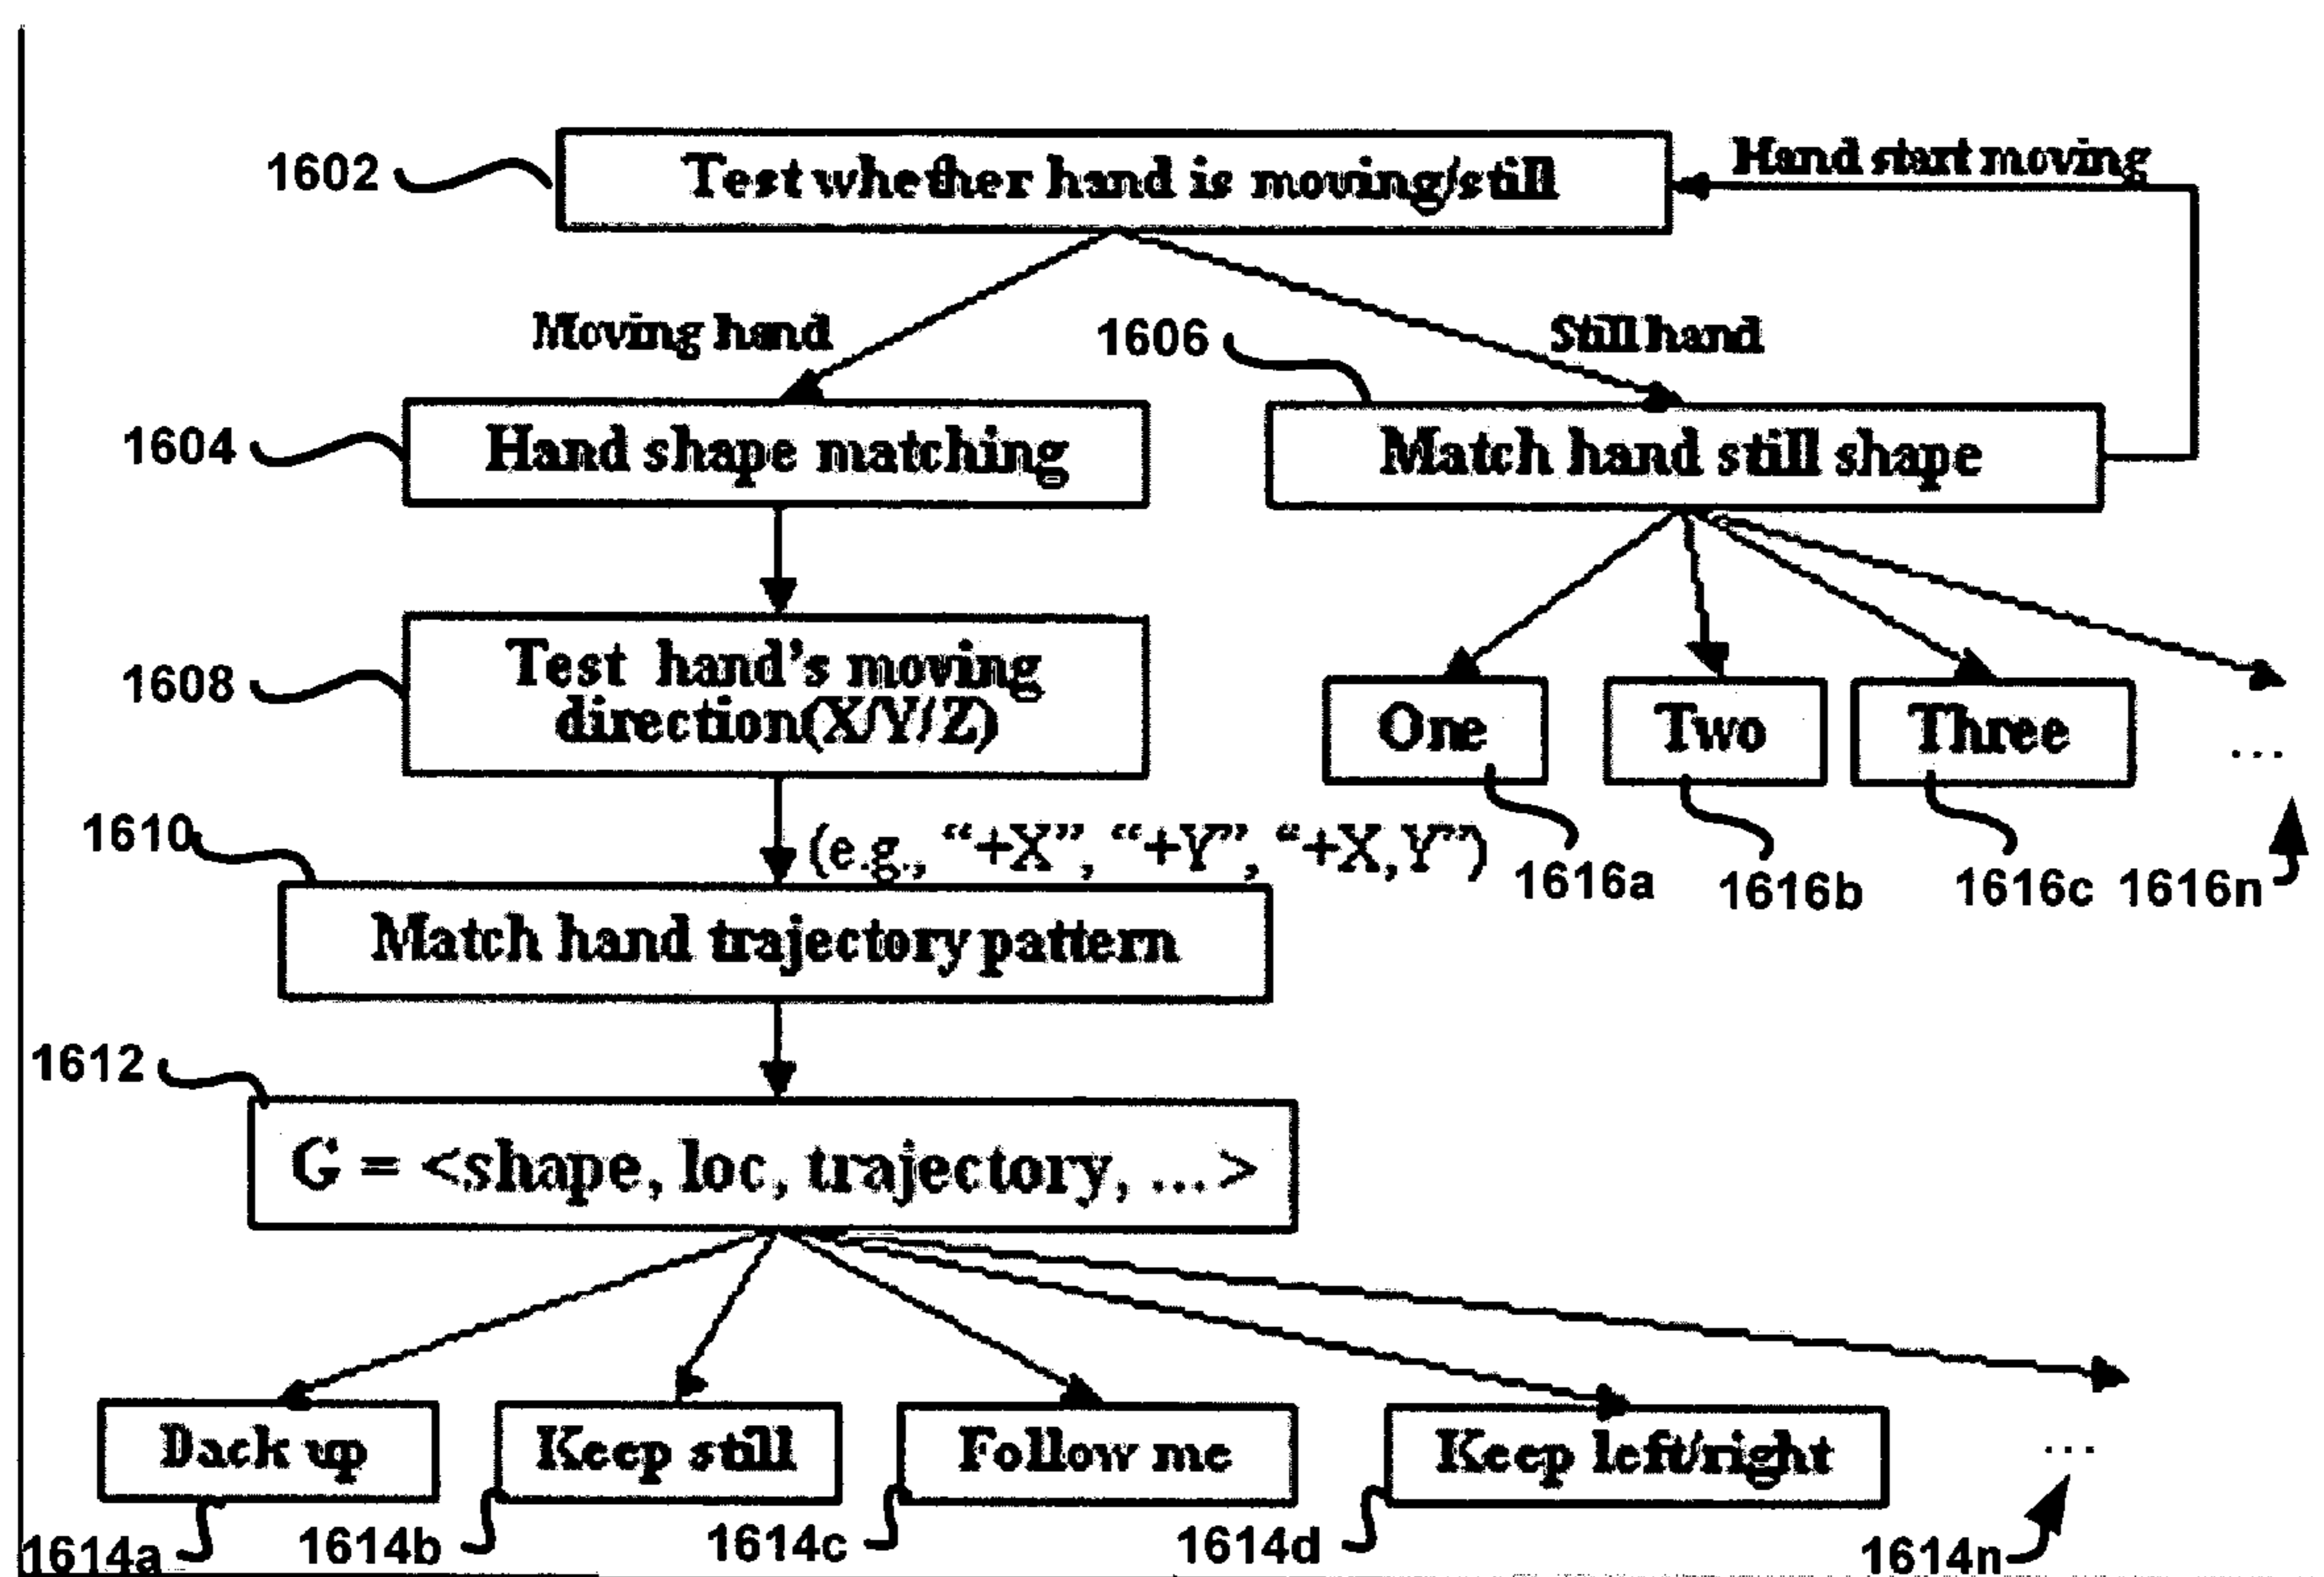 1602
Test whether hand is moving/still
Hand start moving
Moving hand
1606
Still hand
1604
Hand shape matching
Match hand still shape
1608
Test hand's moving
direction(X/Y/Z)
One
Two
Three
...
1610
(e.g., “+X”, “+Y”, “+X,Y”)
1616a
1616b
1616c
1616n
Match hand trajectory pattern
1612
G = <shape, loc, trajectory, ...>
Back up
Keep still
Follow me
Keep left/right
...
1614a
1614b
1614c
1614d
1614n